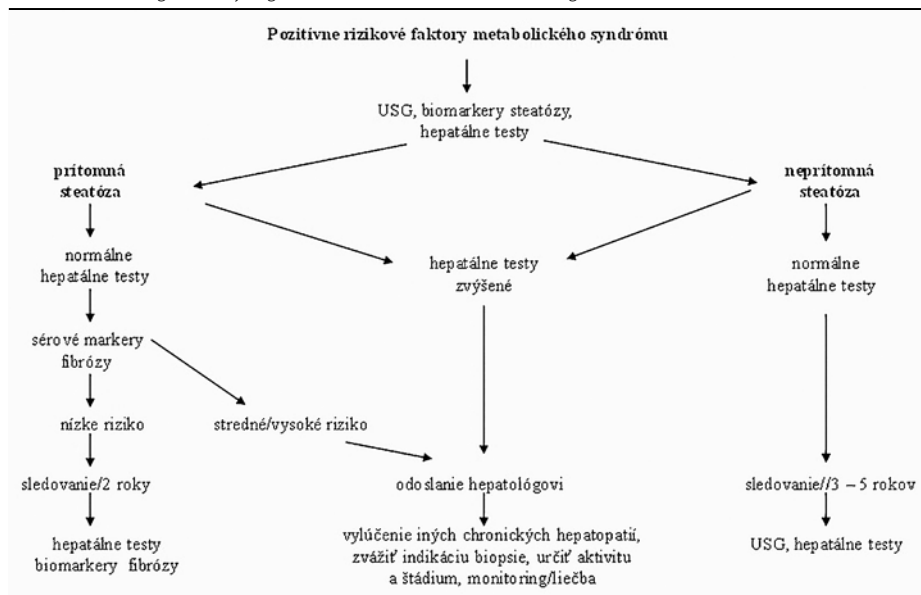 Pozitívne rizikové faktory metabolického syndrómu
USG, biomarkery steatózy,
hepatálne testy
prítomná
steatóza
neprítomná
steatóza
normálne
hepatálne testy
hepatálne testy
zvýšené
normálne
hepatálne testy
sérové markery
fibrózy
nízke riziko
stredné/vysoké riziko
sledovanie/2 roky
odoslanie hepatológovi
sledovanie//3 – 5 rokov
hepatálne testy
biomarkery fibrózy
vylúčenie iných chronických hepatopatií,
zvážiť indikáciu biopsie, určiť aktivitu
a štádium, monitoring/liečba
USG, hepatálne testy